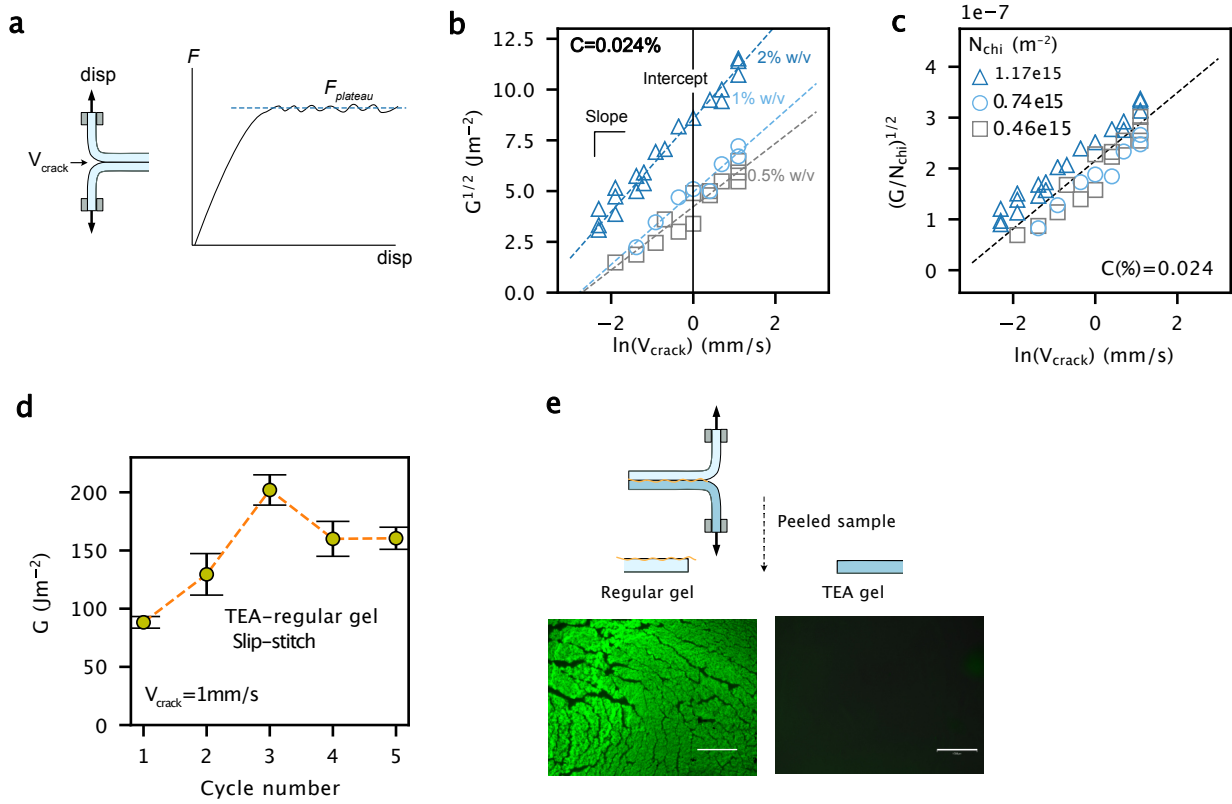 a
disp
V_crack
F
F_plateau
disp
b
C=0.024%
Intercept
Slope
2% w/v
1% w/v
0.5% w/v
G^1/2 (Jm−2)
12.5
10.0
7.5
5.0
2.5
0.0
−2 0 2
ln(V_crack) (mm/s)
c
1e-7
N_chi (m−2)
1.17e15
0.74e15
0.46e15
C(%)=0.024
(G/N_chi)^1/2
4
3
2
1
0
−2 0 2
ln(V_crack) (mm/s)
d
G (Jm−2)
200
150
100
50
0
TEA-regular gel
Slip-stitch
V_crack=1mm/s
1 2 3 4 5
Cycle number
e
Peeled sample
Regular gel
TEA gel